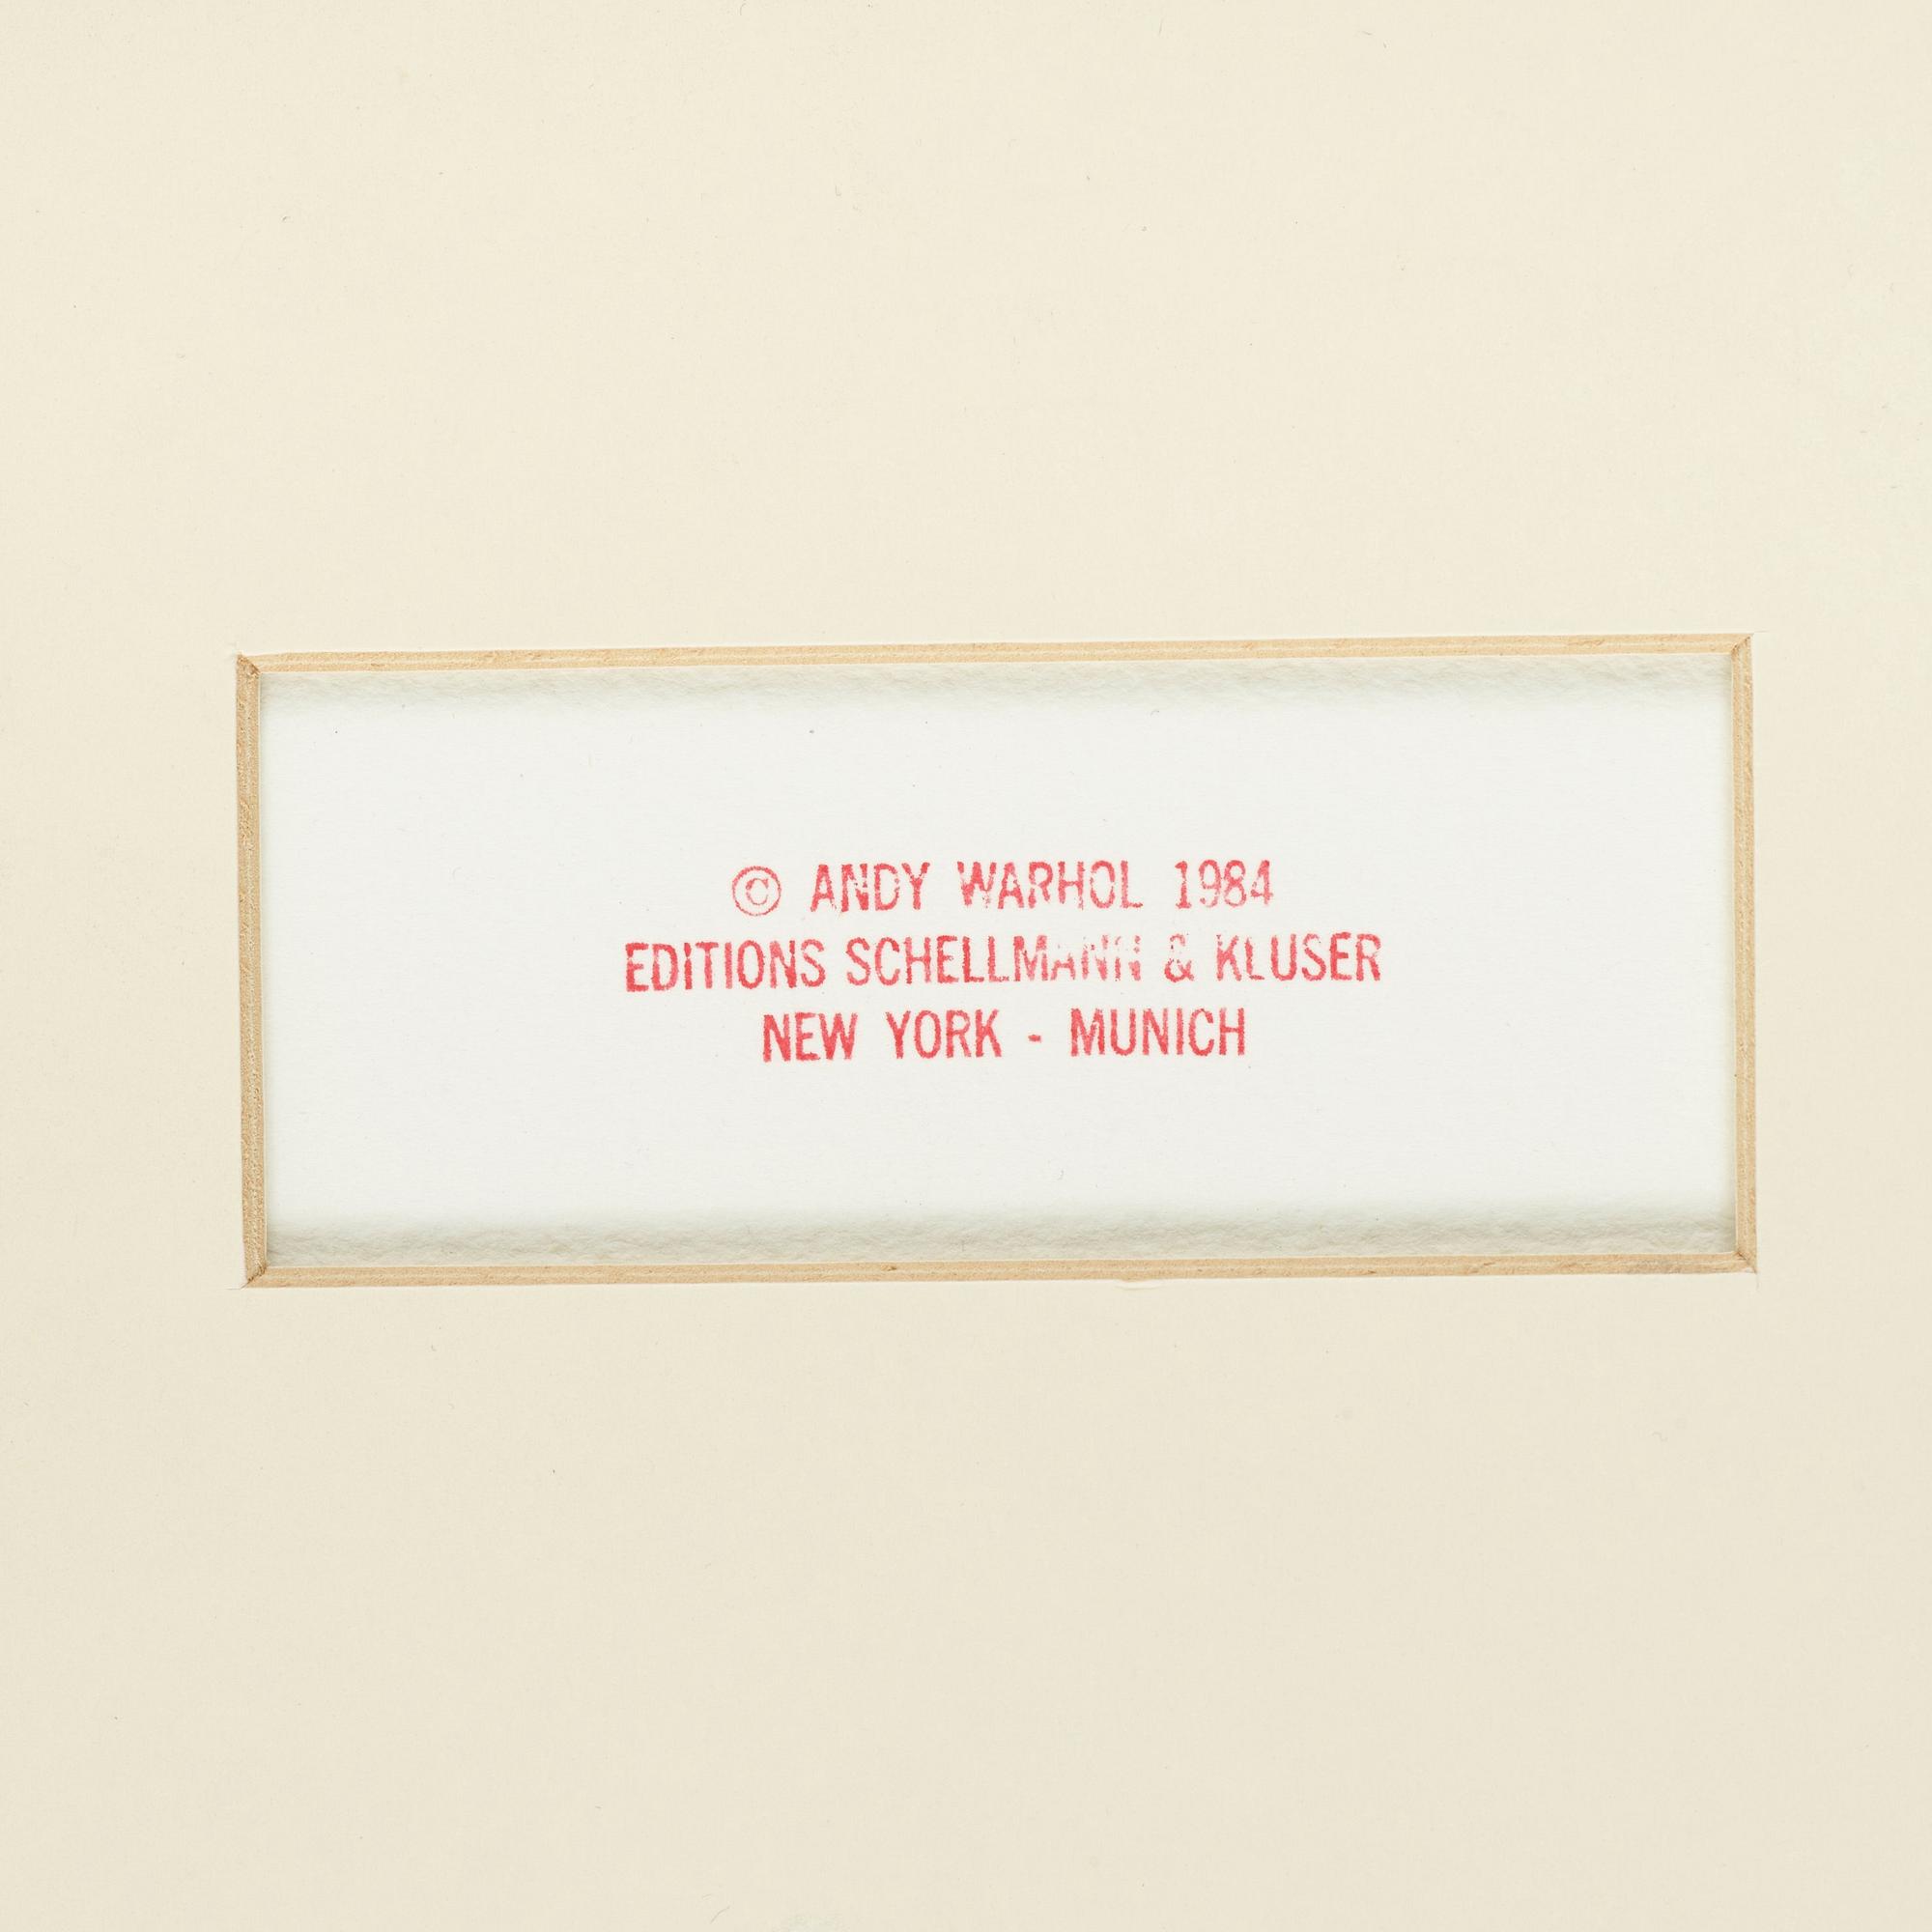 © ANDY WARHOL 1984
EDITIONS SCHELLMANN & KLUSER
NEW YORK - MUNICH